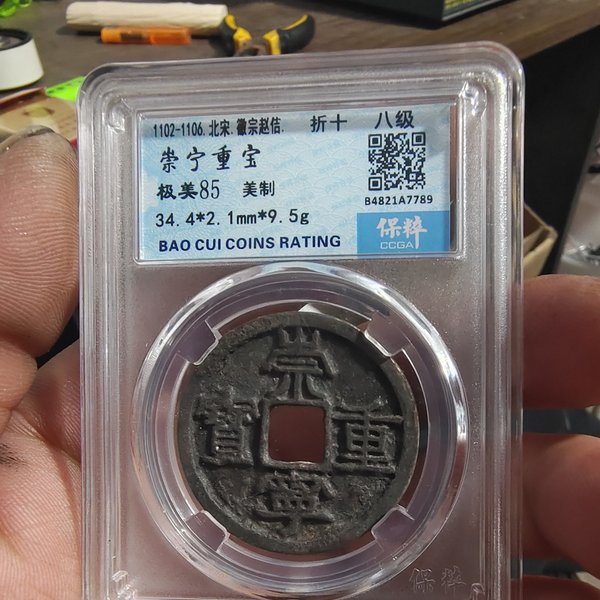 1102-1106.北宋.徽宗赵佶. 折十 八级
崇宁重宝
极美85 美制
B4821A7789
34.4*2.1mm*9.5g
保粹
CCGA
BAO CUI COINS RATING
崇
寶 重
寧
保粹